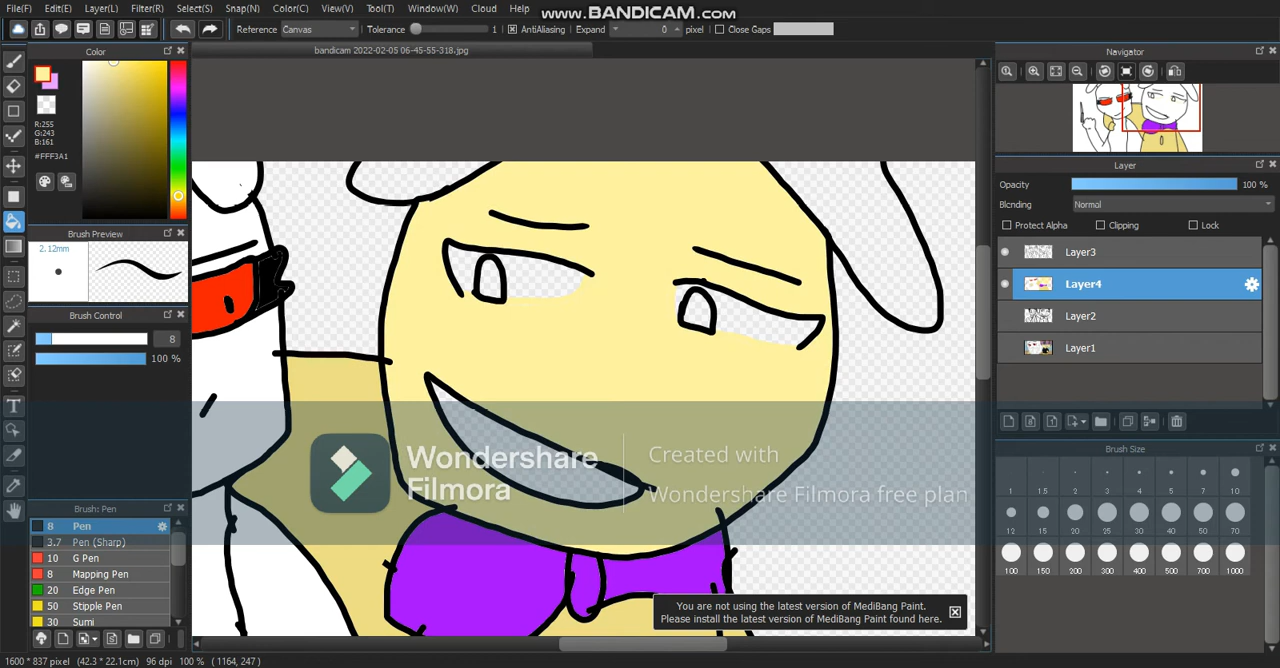 www.BANDICAM.com
File(F) Edit(E) Layer(L) Filter(R) Select(S) Snap(N) Color(C) View(V) Tool(T) Window(W) Cloud Help
Reference Canvas Tolerance 1 AntiAliasing Expand 0 pixel Close Gaps
bandicam 2022-02-05 06-45-55-318.jpg
Color
R:255
G:243
B:161
#FFF3A1
Brush Preview
2.12mm
Brush Control
8
100 %
Brush: Pen
8 Pen
3.7 Pen (Sharp)
10 G Pen
8 Mapping Pen
20 Edge Pen
50 Stipple Pen
30 Sumi
1600 * 837 pixel (42.3 * 22.1cm) 96 dpi 100 % ( 1164, 247 )
Wondershare
Filmora
Created with
Wondershare Filmora free plan
You are not using the latest version of MediBang Paint.
Please install the latest version of MediBang Paint found here.
Navigator
Layer
Opacity 100 %
Blending Normal
Protect Alpha Clipping Lock
Layer3
Layer4
Layer2
Layer1
Brush Size
1 1.5 2 3 4 5 7 10
12 15 20 25 30 40 50 70
100 150 200 300 400 500 700 1000